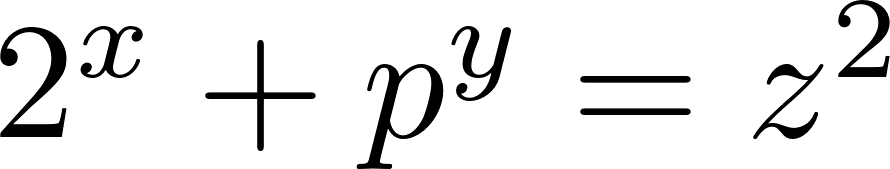 2^x + p^y = z^2